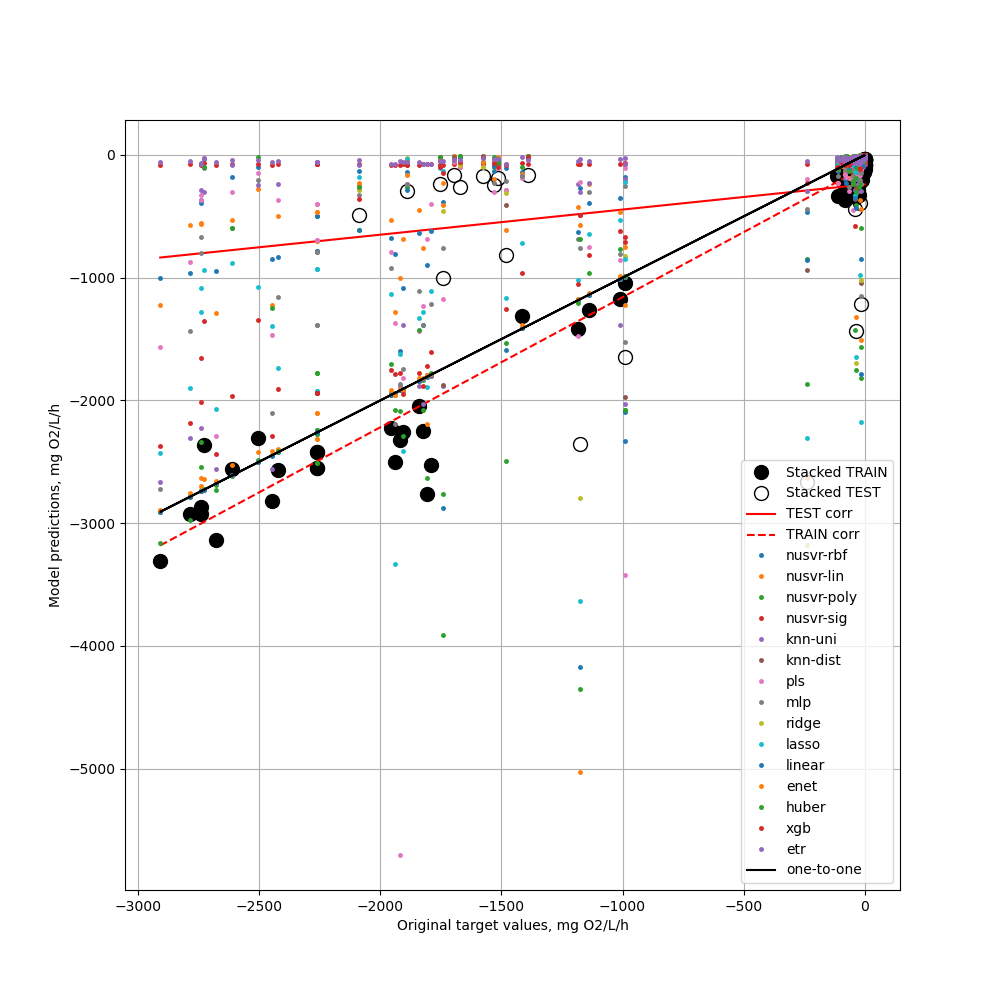 0
−1000
−2000
−3000
−4000
−5000
Model predictions, mg O2/L/h
−3000
−2500
−2000
−1500
−1000
−500
0
Original target values, mg O2/L/h
Stacked TRAIN
Stacked TEST
TEST corr
TRAIN corr
nusvr-rbf
nusvr-lin
nusvr-poly
nusvr-sig
knn-uni
knn-dist
pls
mlp
ridge
lasso
linear
enet
huber
xgb
etr
one-to-one